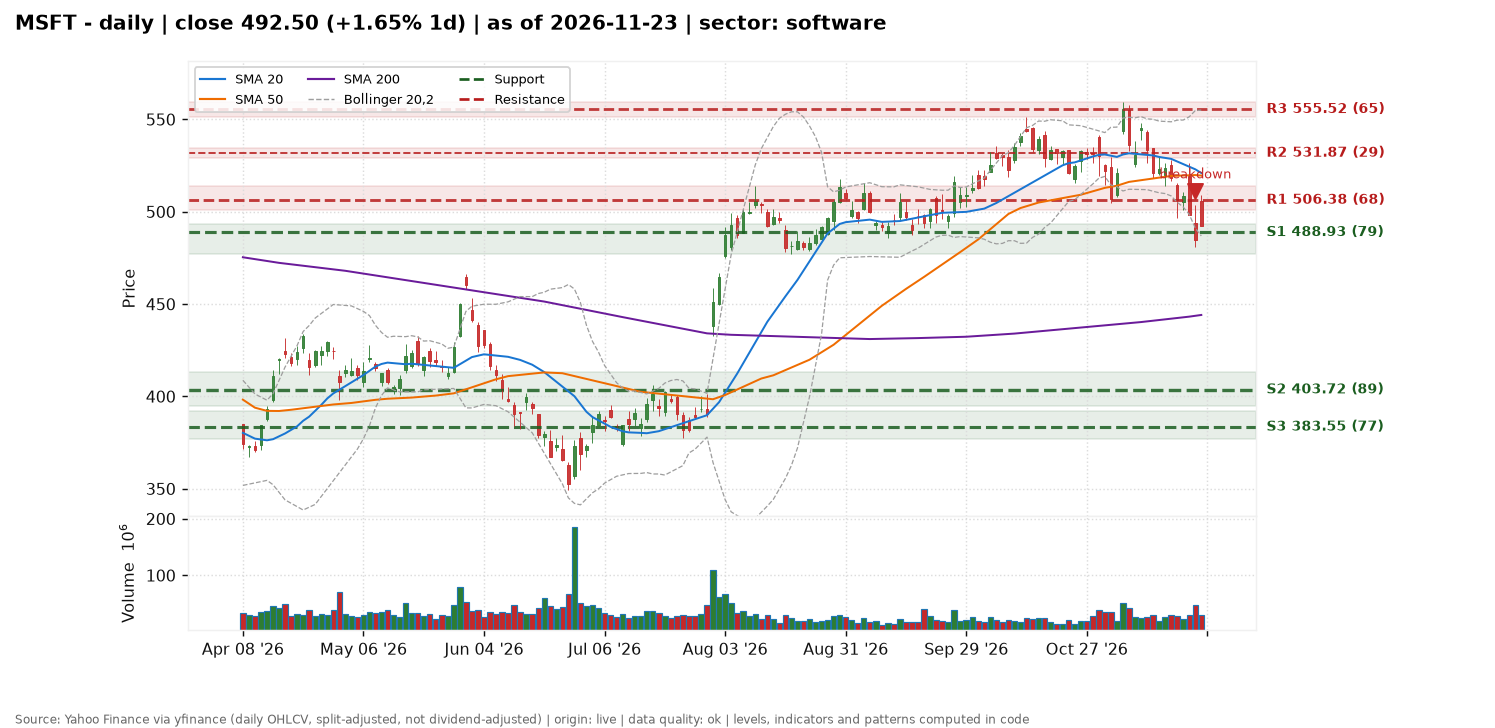 MSFT - daily | close 492.50 (+1.65% 1d) | as of 2026-11-23 | sector: software
SMA 20
SMA 50
SMA 200
Bollinger 20,2
Support
Resistance
Price
550
500
450
400
350
R3 555.52 (65)
R2 531.87 (29)
Breakdown
R1 506.38 (68)
S1 488.93 (79)
S2 403.72 (89)
S3 383.55 (77)
Volume 10⁶
200
100
Apr 08 '26 May 06 '26 Jun 04 '26 Jul 06 '26 Aug 03 '26 Aug 31 '26 Sep 29 '26 Oct 27 '26
Source: Yahoo Finance via yfinance (daily OHLCV, split-adjusted, not dividend-adjusted) | origin: live | data quality: ok | levels, indicators and patterns computed in code